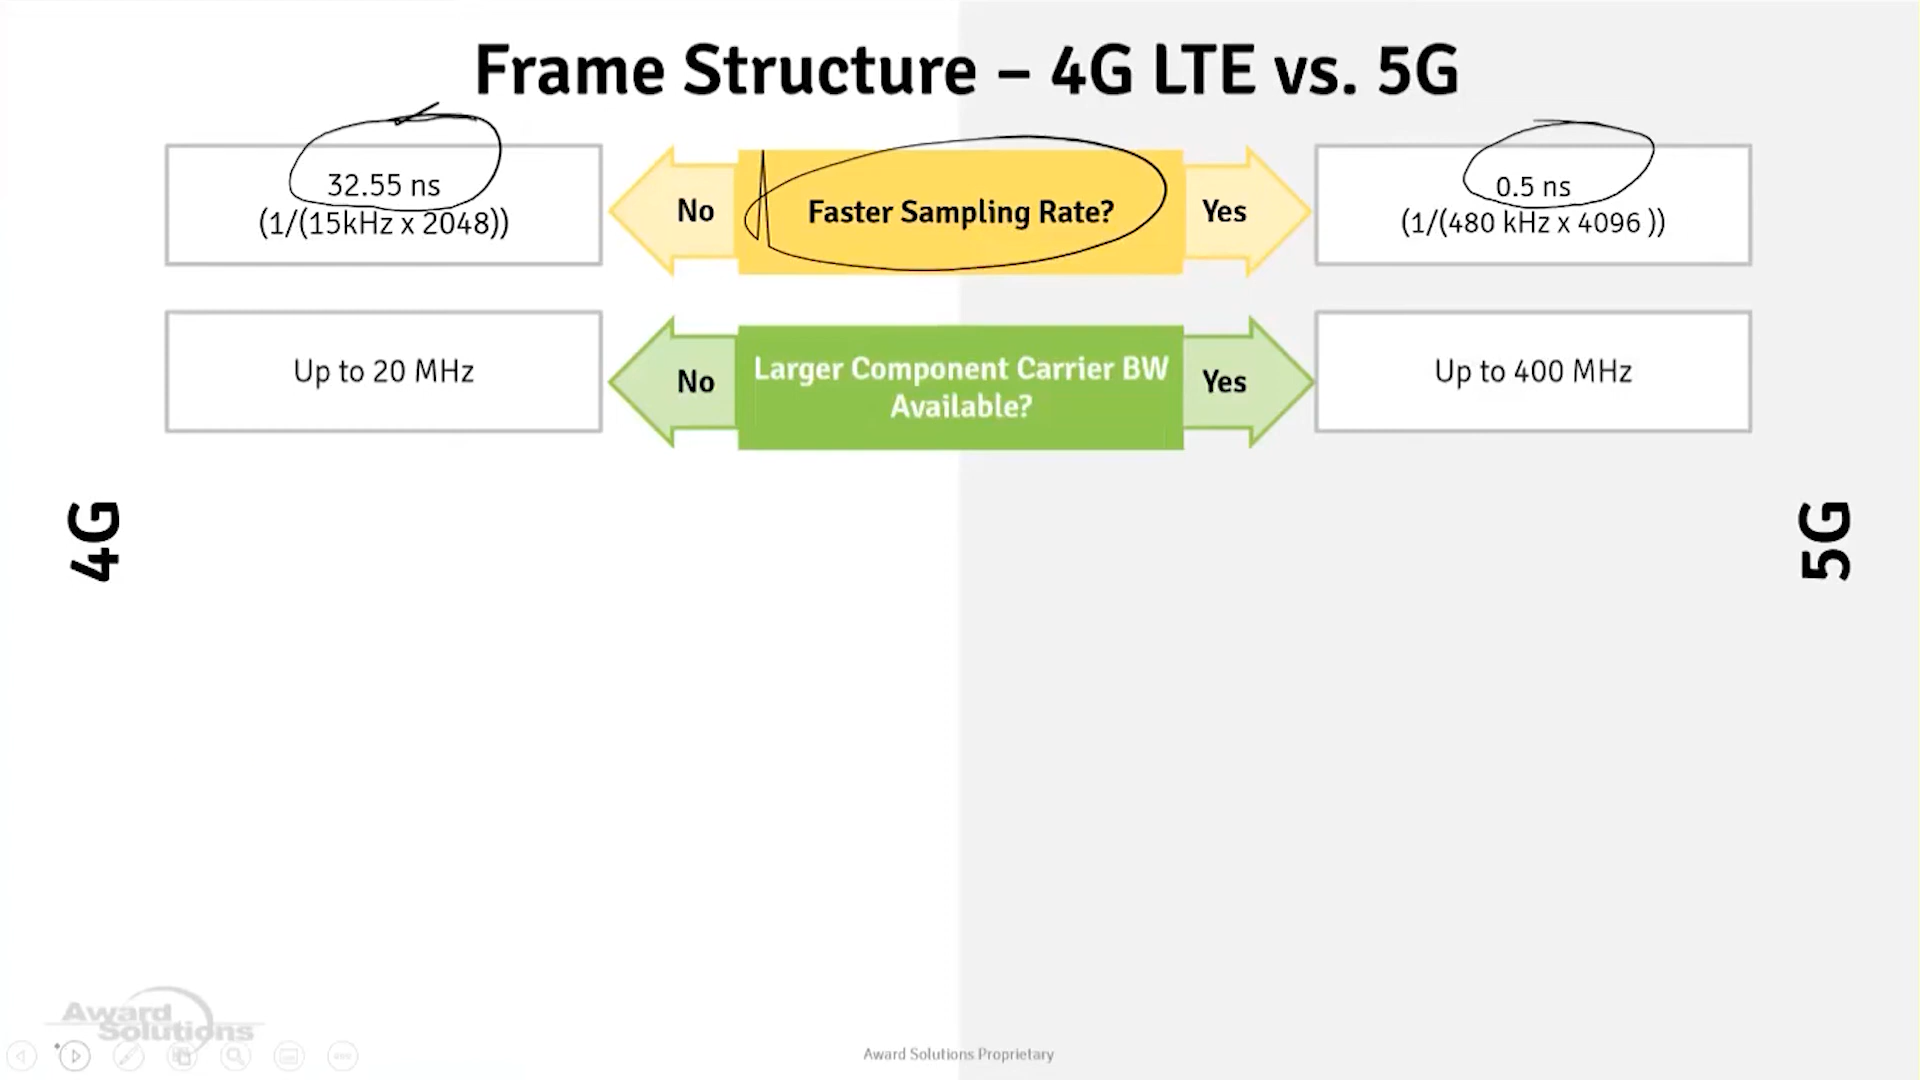 Frame Structure – 4G LTE vs. 5G
32.55 ns
(1/(15kHz x 2048))
No
Faster Sampling Rate?
Yes
0.5 ns
(1/(480 kHz x 4096 ))
Up to 20 MHz
No
Larger Component Carrier BW
Available?
Yes
Up to 400 MHz
4G
5G
Award
Solutions
Award Solutions Proprietary